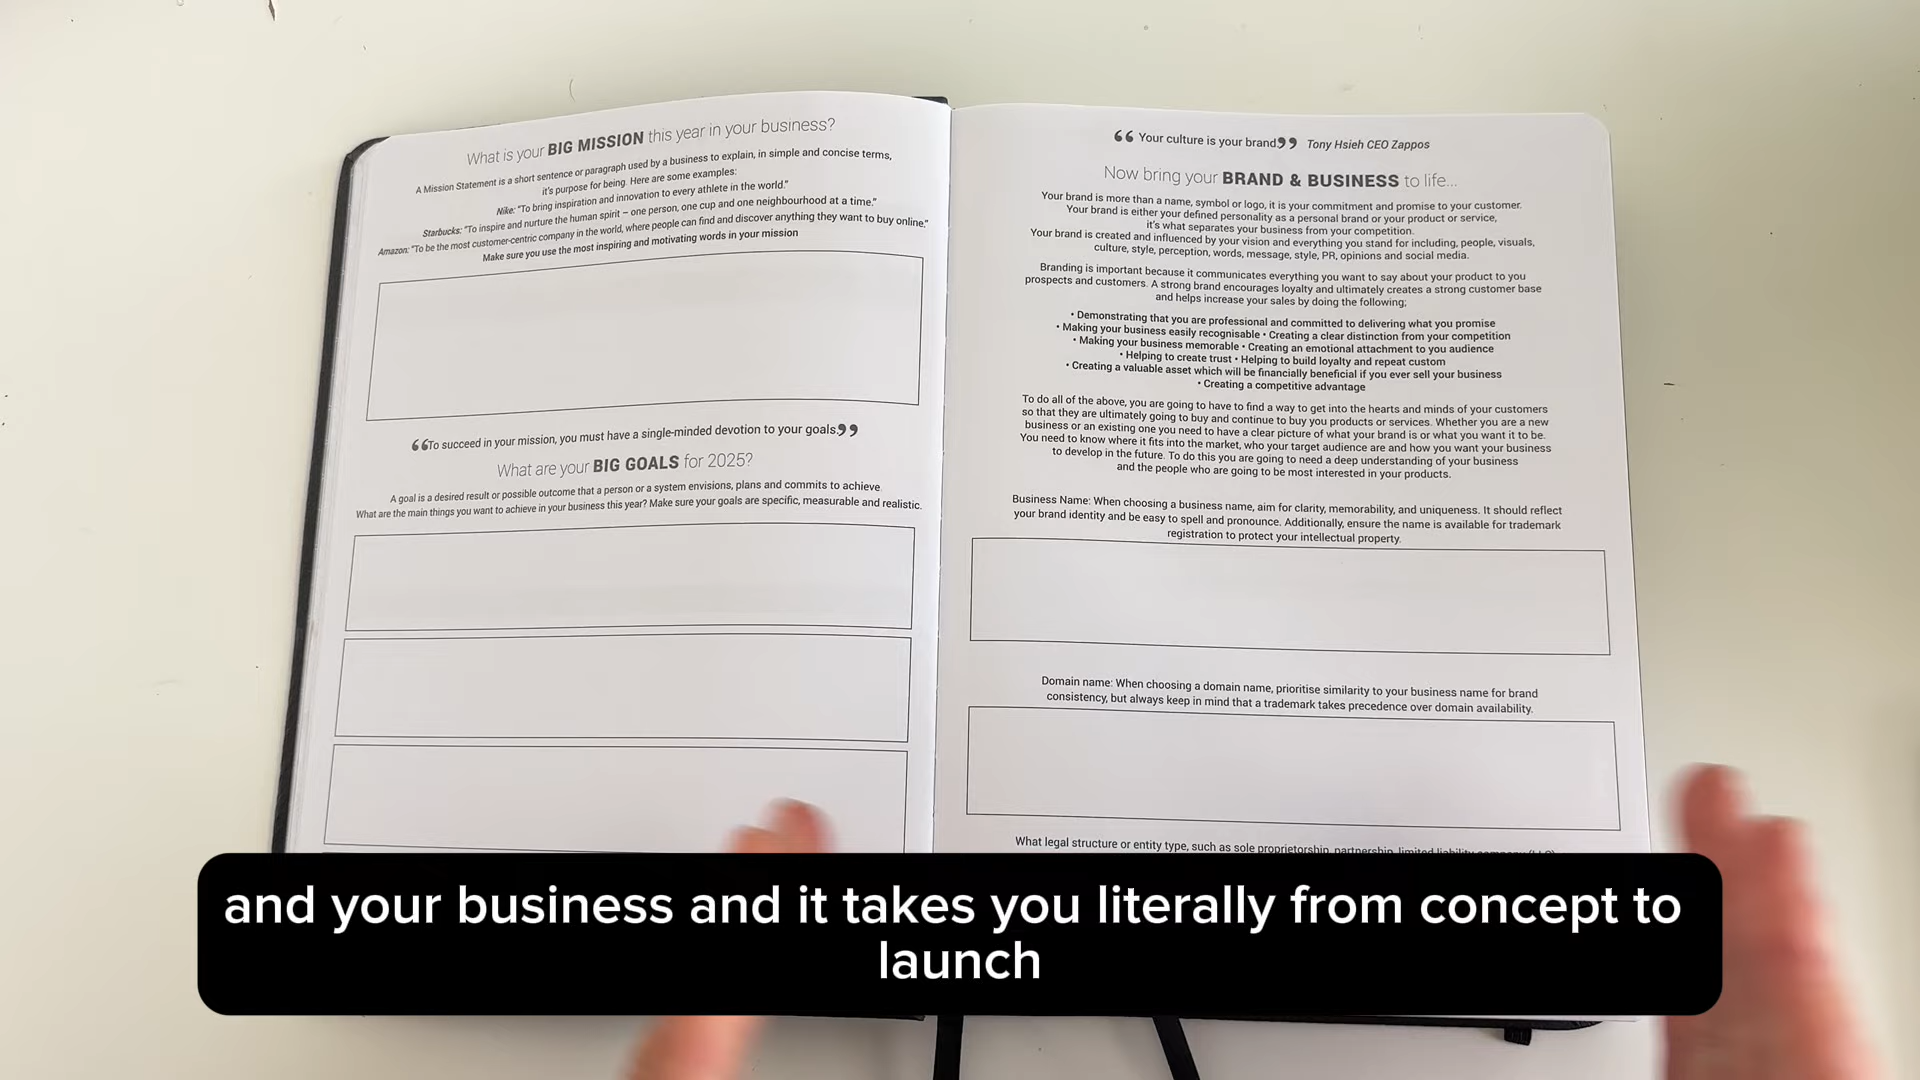 What is your BIG MISSION this year in your business?
A Mission Statement is a short sentence or paragraph used by a business to explain, in simple and concise terms,
it's purpose for being. Here are some examples:
Nike: "To bring inspiration and innovation to every athlete in the world."
Starbucks: "To inspire and nurture the human spirit – one person, one cup and one neighbourhood at a time."
Amazon: "To be the most customer-centric company in the world, where people can find and discover anything they want to buy online."
Make sure you use the most inspiring and motivating words in your mission
“To succeed in your mission, you must have a single-minded devotion to your goals.”
What are your BIG GOALS for 2025?
A goal is a desired result or possible outcome that a person or a system envisions, plans and commits to achieve.
What are the main things you want to achieve in your business this year? Make sure your goals are specific, measurable and realistic.
“Your culture is your brand” Tony Hsieh CEO Zappos
Now bring your BRAND & BUSINESS to life...
Your brand is more than a name, symbol or logo, it is your commitment and promise to your customer.
Your brand is either your defined personality as a personal brand or your product or service,
it's what separates your business from your competition.
Your brand is created and influenced by your vision and everything you stand for including, people, visuals,
culture, style, perception, words, message, style, PR, opinions and social media.
Branding is important because it communicates everything you want to say about your product to you
prospects and customers. A strong brand encourages loyalty and ultimately creates a strong customer base
and helps increase your sales by doing the following;
• Demonstrating that you are professional and committed to delivering what you promise
• Making your business easily recognisable • Creating a clear distinction from your competition
• Making your business memorable • Creating an emotional attachment to you audience
• Helping to create trust • Helping to build loyalty and repeat custom
• Creating a valuable asset which will be financially beneficial if you ever sell your business
• Creating a competitive advantage
To do all of the above, you are going to have to find a way to get into the hearts and minds of your customers
so that they are ultimately going to buy and continue to buy you products or services. Whether you are a new
business or an existing one you need to have a clear picture of what your brand is or what you want it to be.
You need to know where it fits into the market, who your target audience are and how you want your business
to develop in the future. To do this you are going to need a deep understanding of your business
and the people who are going to be most interested in your products.
Business Name: When choosing a business name, aim for clarity, memorability, and uniqueness. It should reflect
your brand identity and be easy to spell and pronounce. Additionally, ensure the name is available for trademark
registration to protect your intellectual property.
Domain name: When choosing a domain name, prioritise similarity to your business name for brand
consistency, but always keep in mind that a trademark takes precedence over domain availability.
What legal structure or entity type, such as sole proprietorship, partnership, limited liability company (LLC)
and your business and it takes you literally from concept to
launch